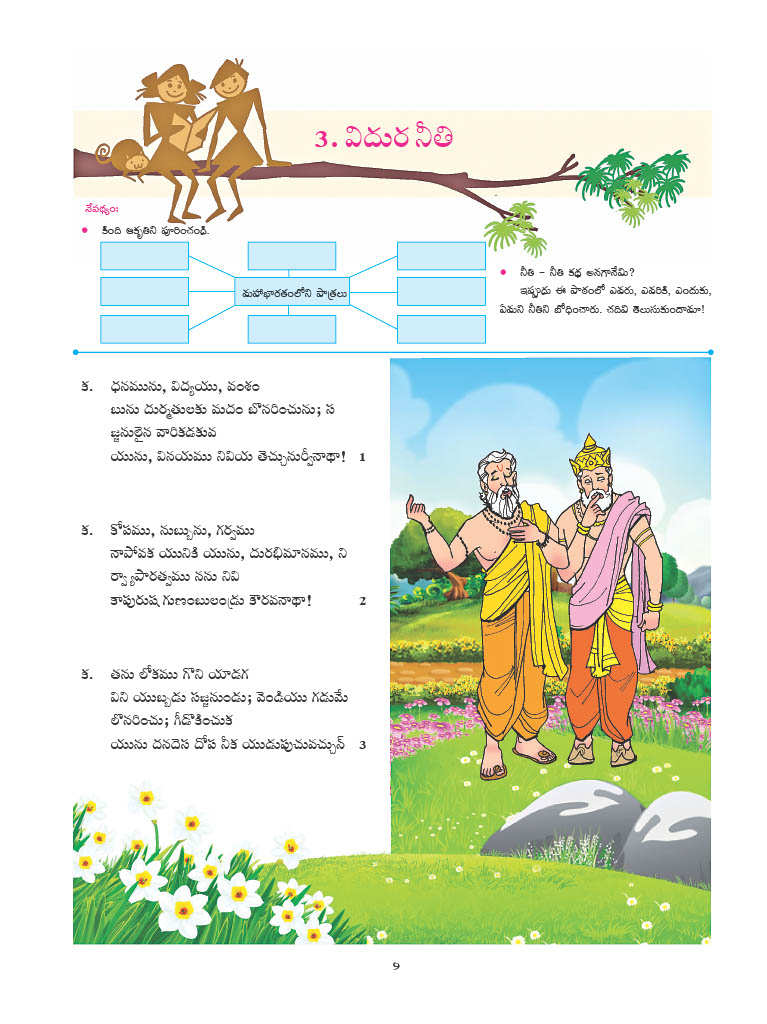 3. విదుర నీతి
నేపథ్యం:
• కింది ఆకృతిని పూరించండి.
మహాభారతంలోని పాత్రలు
• నీతి - నీతి కథ అనగానేమి?
ఇప్పుడు ఈ పాఠంలో ఎవరు, ఎవరికి, ఎందుకు,
ఏమని నీతిని బోధించారు. చదివి తెలుసుకుందామా!
క. ధనమును, విద్యయు, వంశం
బును దుర్మతులకు మదం బొనరించును; స
జ్జనులైన వారికడకువ
యును, వినయము నివియ తెచ్చునుర్వీనాథా! 1
క. కోపము, నుబ్బును, గర్వము
నాపోవక యునికి యును, దురభిమానము, ని
ర్వ్యాపారత్వము నను నివి
కాపురుష గుణంబులండ్రు కౌరవనాథా! 2
క. తను లోకము గొని యాడగ
విని యుబ్బడు సజ్జనుండు; వెండియు గడుమే
లొనరించు; గీడొకించుక
యును దనదెస దోప నీక యుడుపుచువచ్చున్ 3
౯